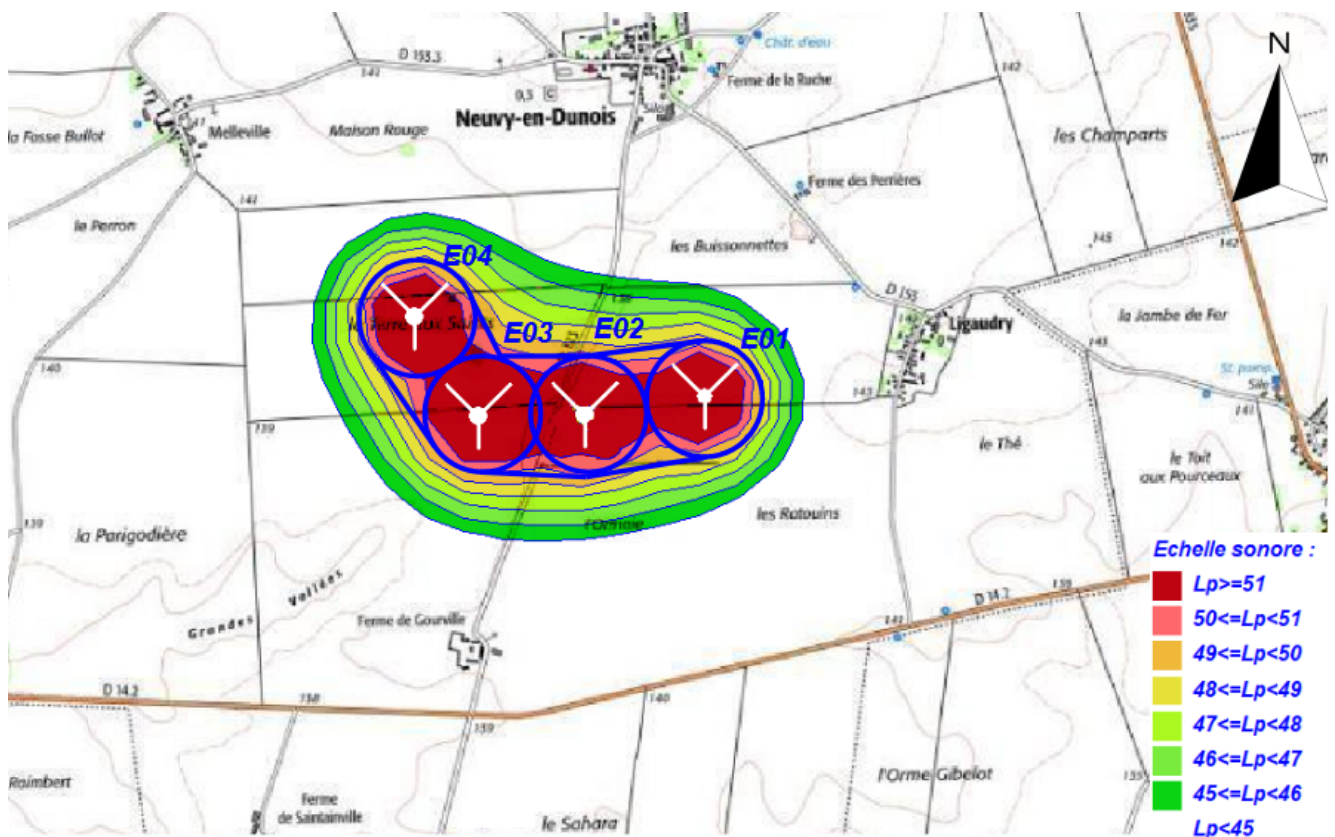 Chât. d'eau
D 153.3
141
Ferme de la Ruche
142
N
Neuvy-en-Dunois
la Fosse Bullot
Melleville
Maison Rouge
les Champarts
Ferme des Perrières
141
le Perron
les Buissonnettes
145
142
E04
D 153
la Jambe de Fer
Ligaudry
E03
E02
E01
143
140
143
St. pomp.
Silo
141
139
le Thé
le Toit
aux Pourceaux
139
la Parigodière
les Ratouins
l'Ormoie
Echelle sonore :
Lp>=51
50<=Lp<51
49<=Lp<50
48<=Lp<49
47<=Lp<48
46<=Lp<47
45<=Lp<46
Lp<45
Grandes Vallées
Ferme de Gourville
D 14.2
141
D 14.2
138
139
140
135
Raimbert
Ferme
de Saintainville
le Sahara
l'Orme Gibelot